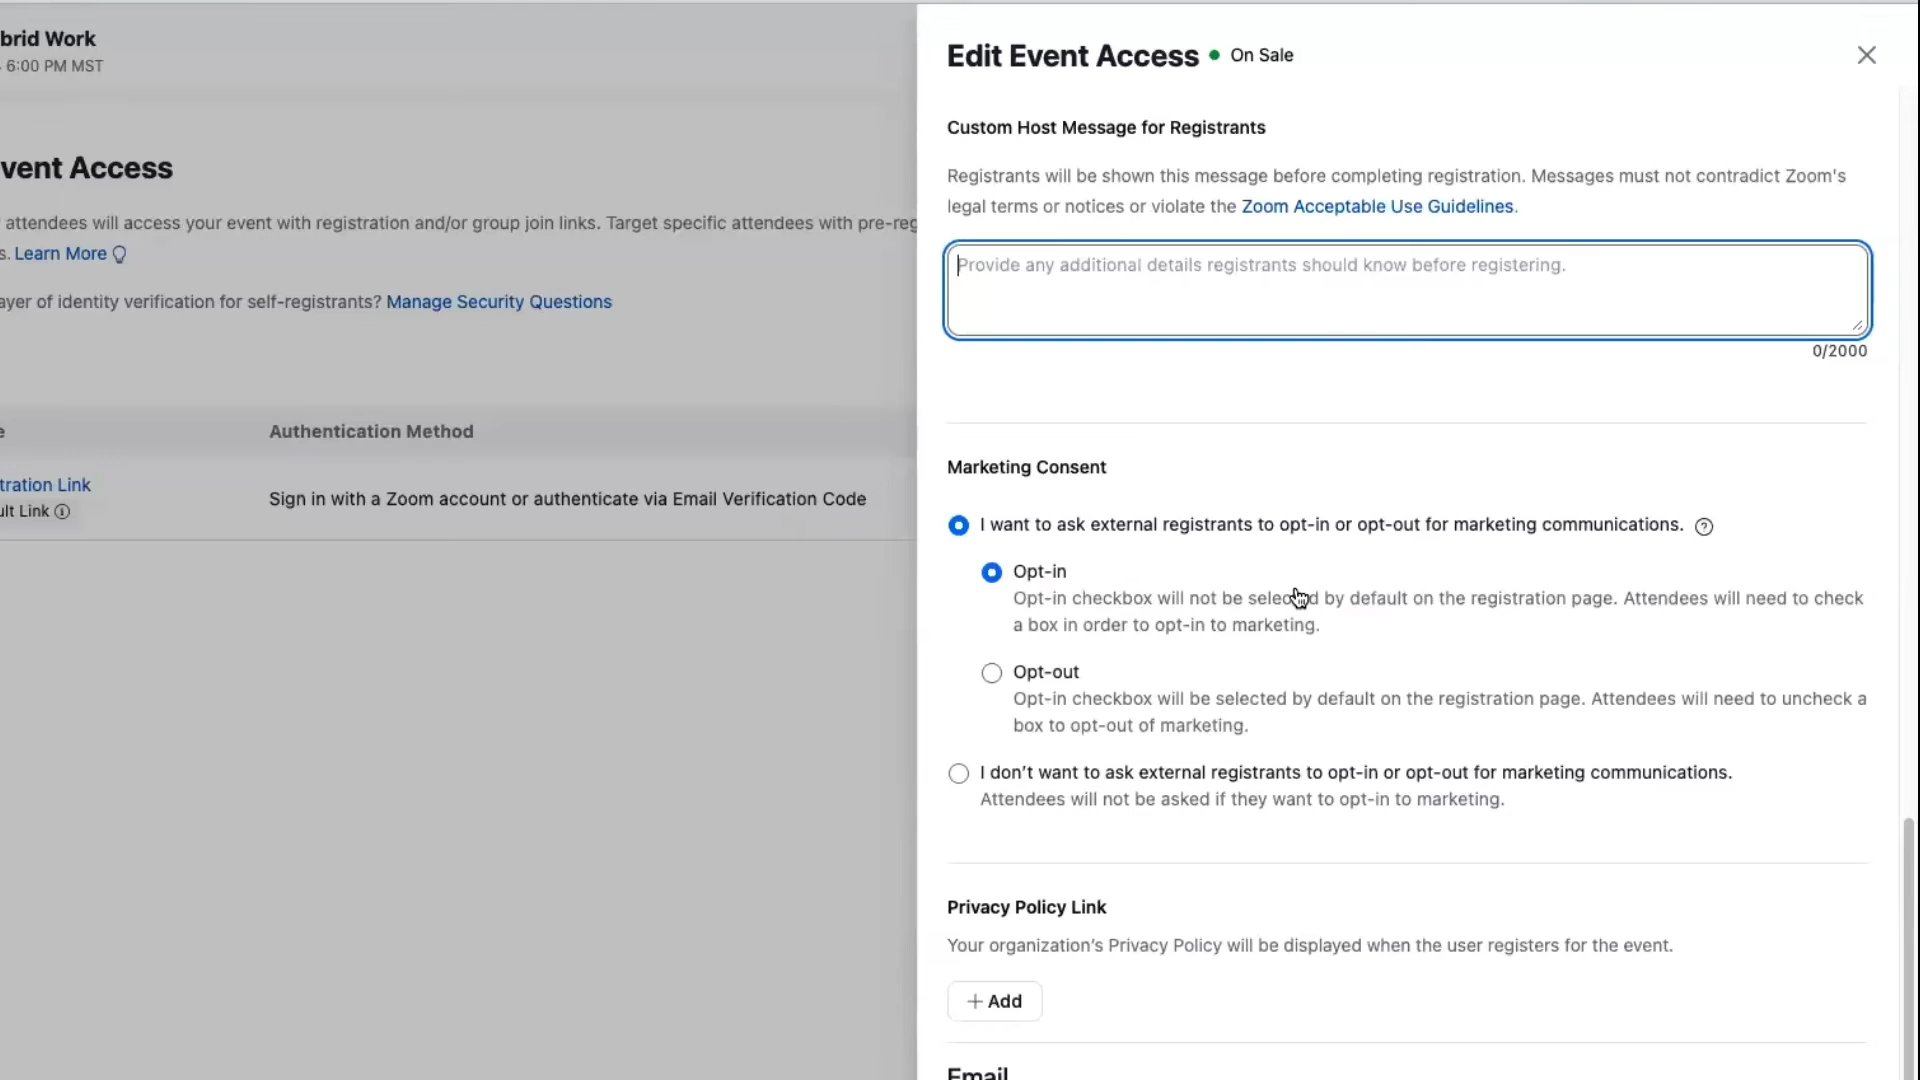 brid Work
6:00 PM MST
vent Access
attendees will access your event with registration and/or group join links. Target specific attendees with pre-reg
s. Learn More
ayer of identity verification for self-registrants? Manage Security Questions
e
Authentication Method
tration Link
ult Link
Sign in with a Zoom account or authenticate via Email Verification Code
Edit Event Access
On Sale
Custom Host Message for Registrants
Registrants will be shown this message before completing registration. Messages must not contradict Zoom's
legal terms or notices or violate the Zoom Acceptable Use Guidelines.
Provide any additional details registrants should know before registering.
0/2000
Marketing Consent
I want to ask external registrants to opt-in or opt-out for marketing communications.
Opt-in
Opt-in checkbox will not be selected by default on the registration page. Attendees will need to check
a box in order to opt-in to marketing.
Opt-out
Opt-in checkbox will be selected by default on the registration page. Attendees will need to uncheck a
box to opt-out of marketing.
I don’t want to ask external registrants to opt-in or opt-out for marketing communications.
Attendees will not be asked if they want to opt-in to marketing.
Privacy Policy Link
Your organization’s Privacy Policy will be displayed when the user registers for the event.
+ Add
Email